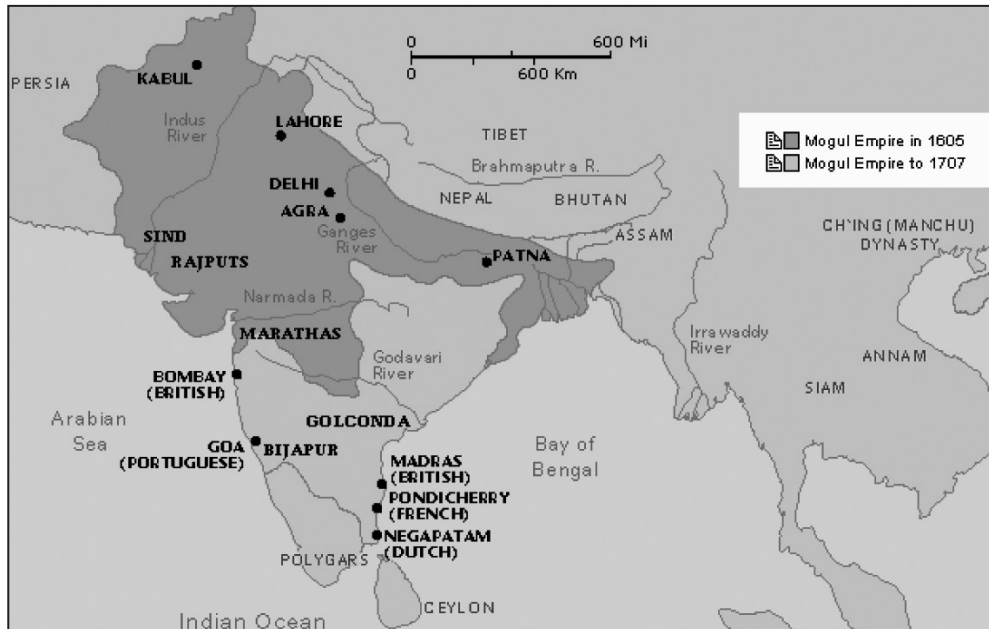 0 600 Mi
0 600 Km
PERSIA
KABUL
Indus
River
LAHORE
TIBET
Mogul Empire in 1605
Mogul Empire to 1707
Brahmaputra R.
DELHI
NEPAL
BHUTAN
AGRA
Ganges
River
ASSAM
CH'ING (MANCHU)
DYNASTY
SIND
RAJPUTS
PATNA
Narmada R.
MARATHAS
Irrawaddy
River
Godavari
River
ANNAM
BOMBAY
(BRITISH)
SIAM
Arabian
Sea
GOLCONDA
GOA
(PORTUGUESE)
BIJAPUR
Bay of
Bengal
MADRAS
(BRITISH)
PONDICHERRY
(FRENCH)
NEGAPATAM
(DUTCH)
POLYGARS
CEYLON
Indian Ocean